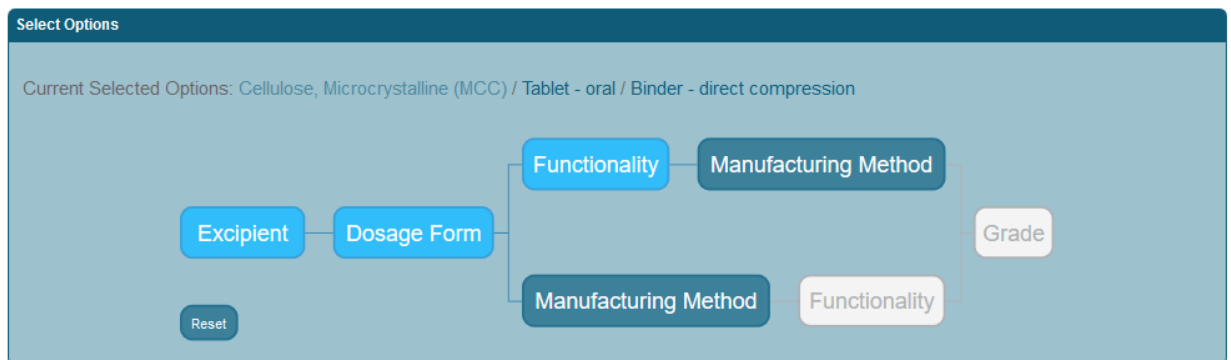 Select Options
Current Selected Options: Cellulose, Microcrystalline (MCC) / Tablet - oral / Binder - direct compression
Functionality
Manufacturing Method
Excipient
Dosage Form
Grade
Manufacturing Method
Functionality
Reset